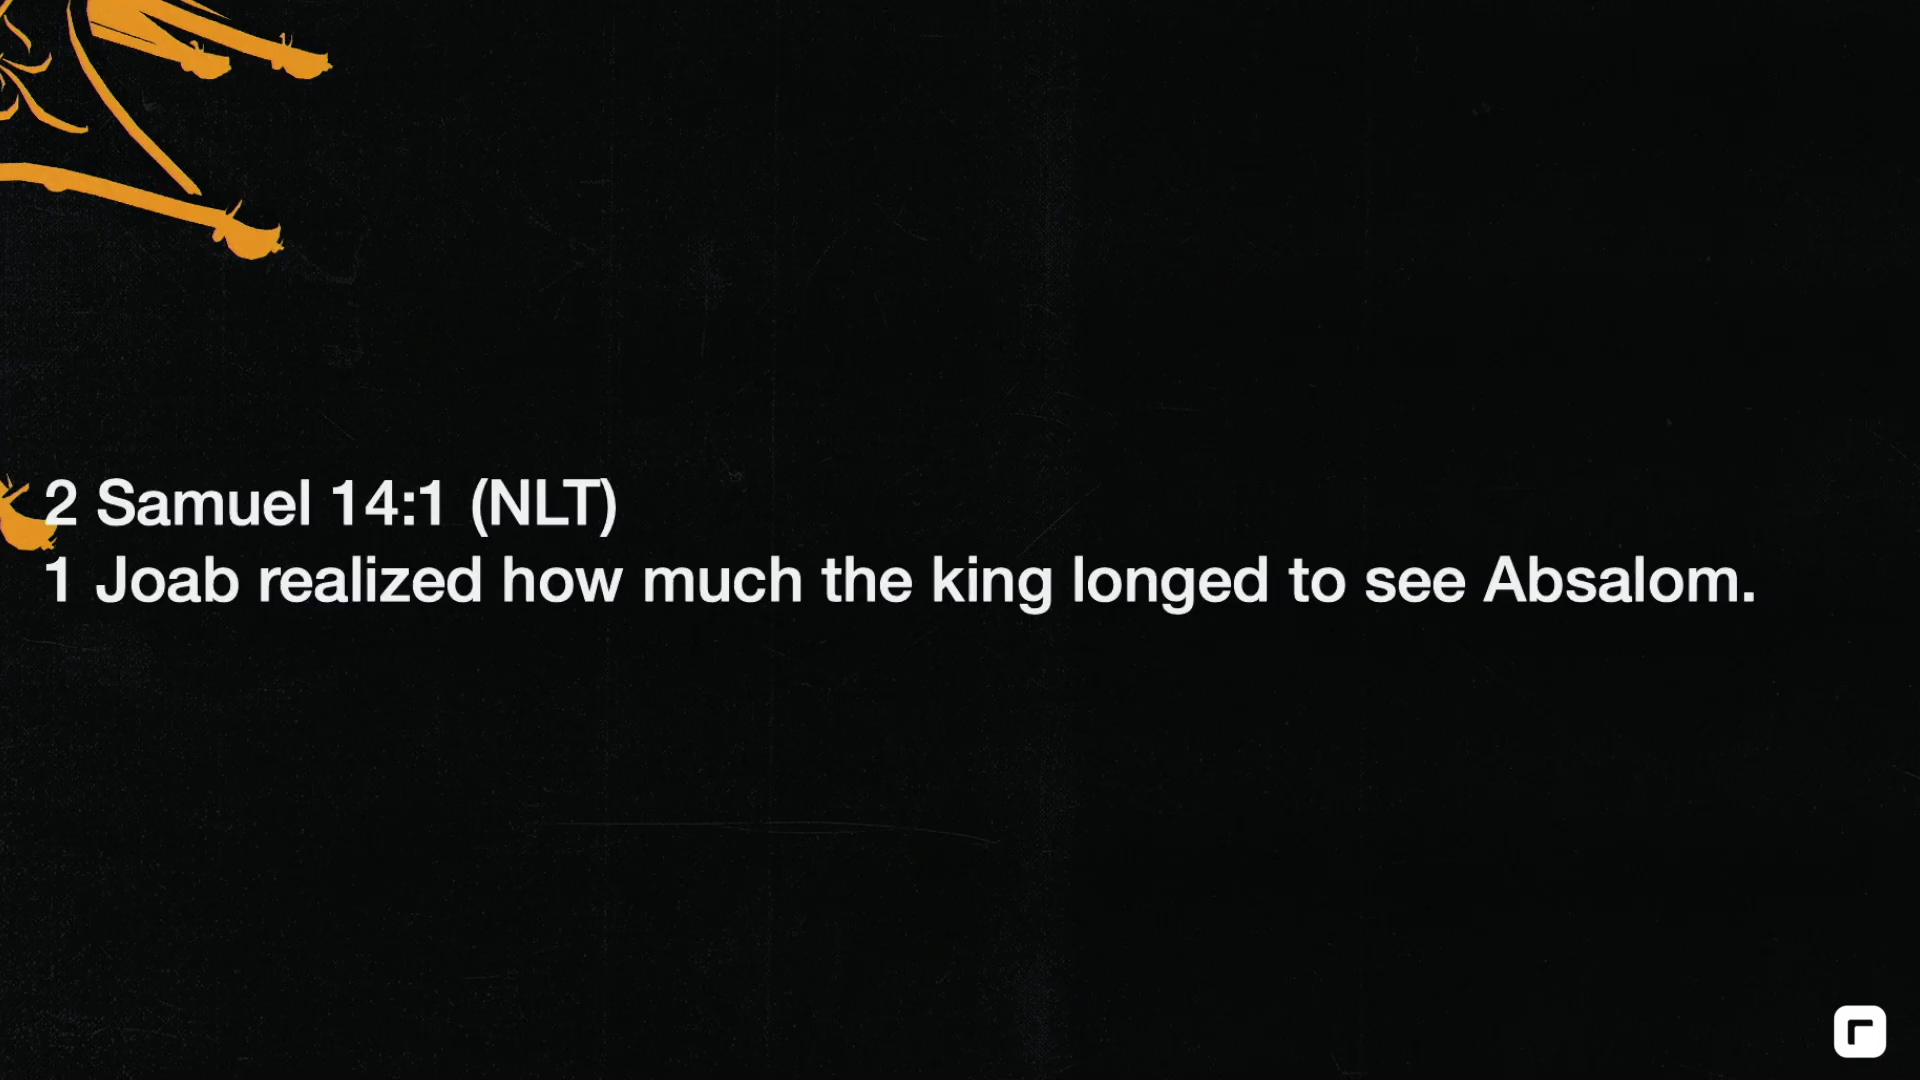 2 Samuel 14:1 (NLT)
1 Joab realized how much the king longed to see Absalom.